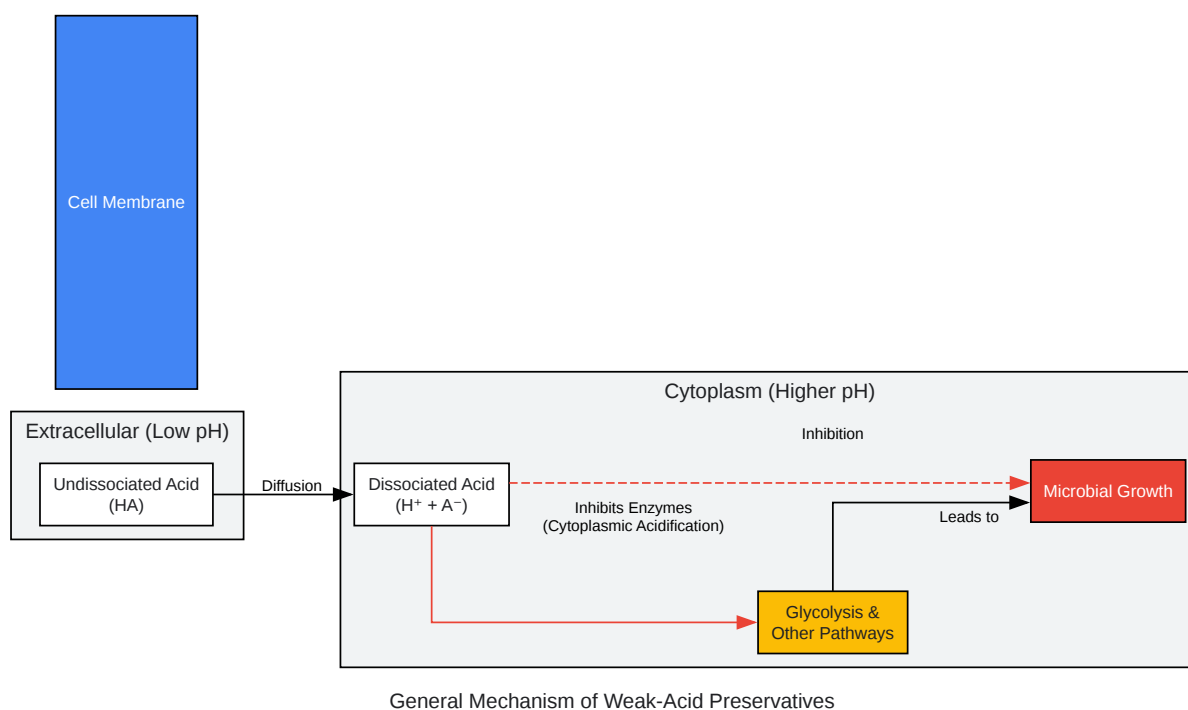 Cell Membrane
Extracellular (Low pH)
Undissociated Acid
(HA)
Diffusion
Cytoplasm (Higher pH)
Dissociated Acid
(H⁺ + A⁻)
Inhibition
Inhibits Enzymes
(Cytoplasmic Acidification)
Microbial Growth
Leads to
Glycolysis &
Other Pathways
General Mechanism of Weak-Acid Preservatives